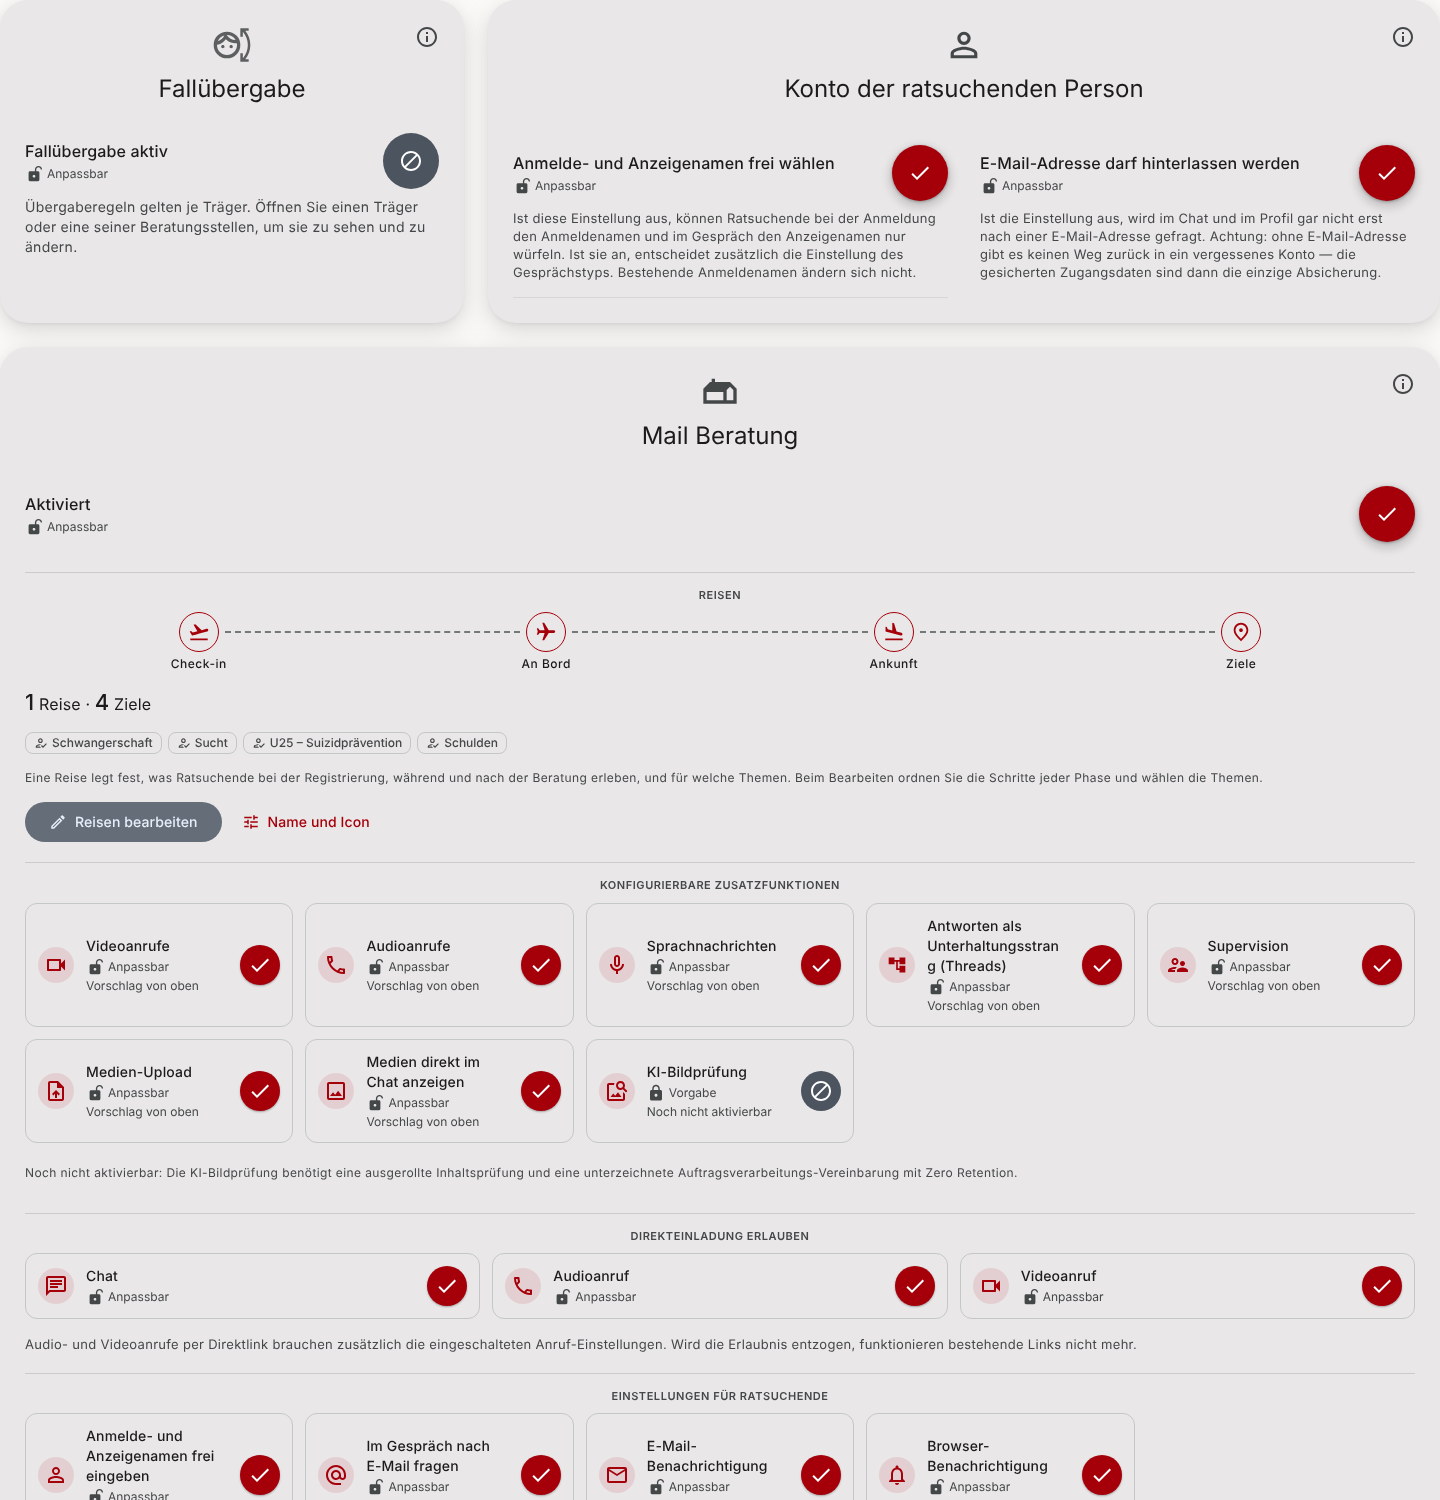 Fallübergabe
Fallübergabe aktiv
Anpassbar
Übergaberegeln gelten je Träger. Öffnen Sie einen Träger
oder eine seiner Beratungsstellen, um sie zu sehen und zu
ändern.
Konto der ratsuchenden Person
Anmelde- und Anzeigenamen frei wählen
Anpassbar
Ist diese Einstellung aus, können Ratsuchende bei der Anmeldung
den Anmeldenamen und im Gespräch den Anzeigenamen nur
würfeln. Ist sie an, entscheidet zusätzlich die Einstellung des
Gesprächstyps. Bestehende Anmeldenamen ändern sich nicht.
E-Mail-Adresse darf hinterlassen werden
Anpassbar
Ist die Einstellung aus, wird im Chat und im Profil gar nicht erst
nach einer E-Mail-Adresse gefragt. Achtung: ohne E-Mail-Adresse
gibt es keinen Weg zurück in ein vergessenes Konto — die
gesicherten Zugangsdaten sind dann die einzige Absicherung.
Mail Beratung
Aktiviert
Anpassbar
REISEN
Check-in
An Bord
Ankunft
Ziele
1 Reise · 4 Ziele
Schwangerschaft
Sucht
U25 – Suizidprävention
Schulden
Eine Reise legt fest, was Ratsuchende bei der Registrierung, während und nach der Beratung erleben, und für welche Themen. Beim Bearbeiten ordnen Sie die Schritte jeder Phase und wählen die Themen.
Reisen bearbeiten
Name und Icon
KONFIGURIERBARE ZUSATZFUNKTIONEN
Videoanrufe
Anpassbar
Vorschlag von oben
Audioanrufe
Anpassbar
Vorschlag von oben
Sprachnachrichten
Anpassbar
Vorschlag von oben
Antworten als
Unterhaltungsstran
g (Threads)
Anpassbar
Vorschlag von oben
Supervision
Anpassbar
Vorschlag von oben
Medien-Upload
Anpassbar
Vorschlag von oben
Medien direkt im
Chat anzeigen
Anpassbar
Vorschlag von oben
KI-Bildprüfung
Vorgabe
Noch nicht aktivierbar
Noch nicht aktivierbar: Die KI-Bildprüfung benötigt eine ausgerollte Inhaltsprüfung und eine unterzeichnete Auftragsverarbeitungs-Vereinbarung mit Zero Retention.
DIREKTEINLADUNG ERLAUBEN
Chat
Anpassbar
Audioanruf
Anpassbar
Videoanruf
Anpassbar
Audio- und Videoanrufe per Direktlink brauchen zusätzlich die eingeschalteten Anruf-Einstellungen. Wird die Erlaubnis entzogen, funktionieren bestehende Links nicht mehr.
EINSTELLUNGEN FÜR RATSUCHENDE
Anmelde- und
Anzeigenamen frei
eingeben
Anpassbar
Im Gespräch nach
E-Mail fragen
Anpassbar
E-Mail-
Benachrichtigung
Anpassbar
Browser-
Benachrichtigung
Anpassbar